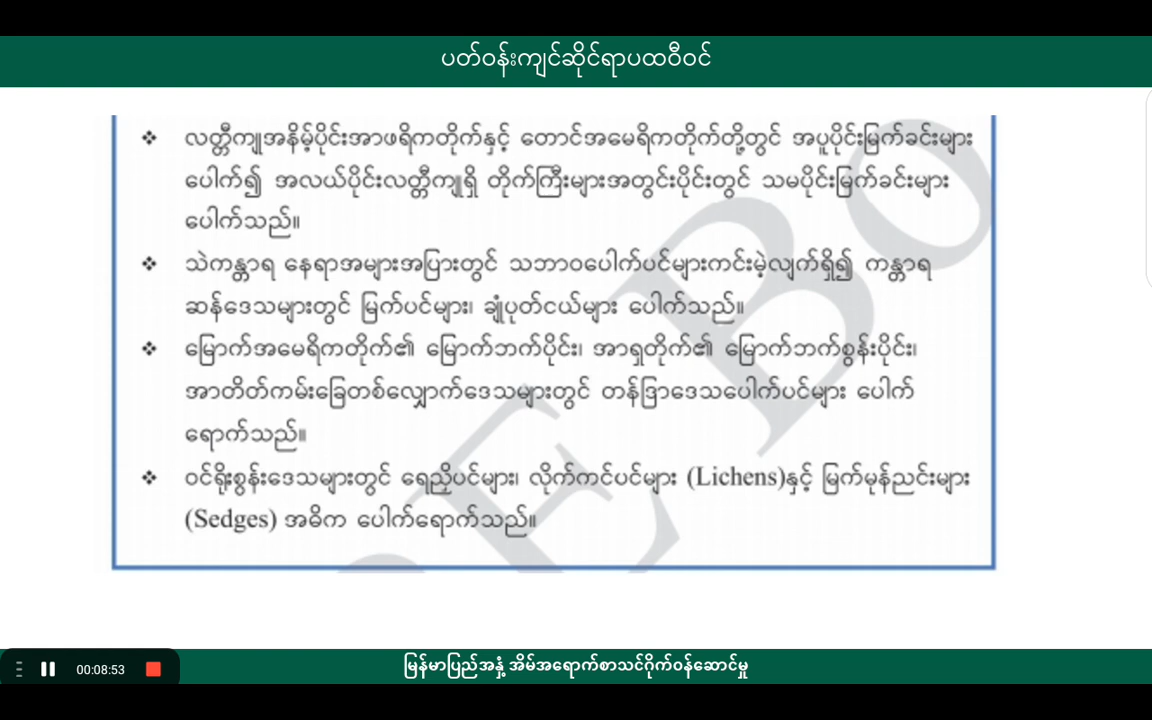 ပတ်ဝန်းကျင်ဆိုင်ရာပထဝီဝင်
❖ လတ္တီကျုအနိမ့်ပိုင်းအာဖရိကတိုက်နှင့် တောင်အမေရိကတိုက်တို့တွင် အပူပိုင်းမြက်ခင်းများ
ပေါက်၍ အလယ်ပိုင်းလတ္တီကျုရှိ တိုက်ကြီးများအတွင်းပိုင်းတွင် သမပိုင်းမြက်ခင်းများ
ပေါက်သည်။
❖ သဲကန္တာရ နေရာအများအပြားတွင် သဘာဝပေါက်ပင်များကင်းမဲ့လျက်ရှိ၍ ကန္တာရ
ဆန်ဒေသများတွင် မြက်ပင်များ၊ ချုံပုတ်ငယ်များ ပေါက်သည်။
❖ မြောက်အမေရိကတိုက်၏ မြောက်ဘက်ပိုင်း၊ အာရှတိုက်၏ မြောက်ဘက်စွန်းပိုင်း၊
အာတိတ်ကမ်းခြေတစ်လျှောက်ဒေသများတွင် တန်ဒြာဒေသပေါက်ပင်များ ပေါက်
ရောက်သည်။
❖ ဝင်ရိုးစွန်းဒေသများတွင် ရေညှိပင်များ၊ လိုက်ကင်ပင်များ (Lichens)နှင့် မြက်မုန်ညင်းများ
(Sedges) အဓိက ပေါက်ရောက်သည်။
00:08:53
မြန်မာပြည်အနှံ့ အိမ်အရောက်စာသင်ဂိုက်ဝန်ဆောင်မှု